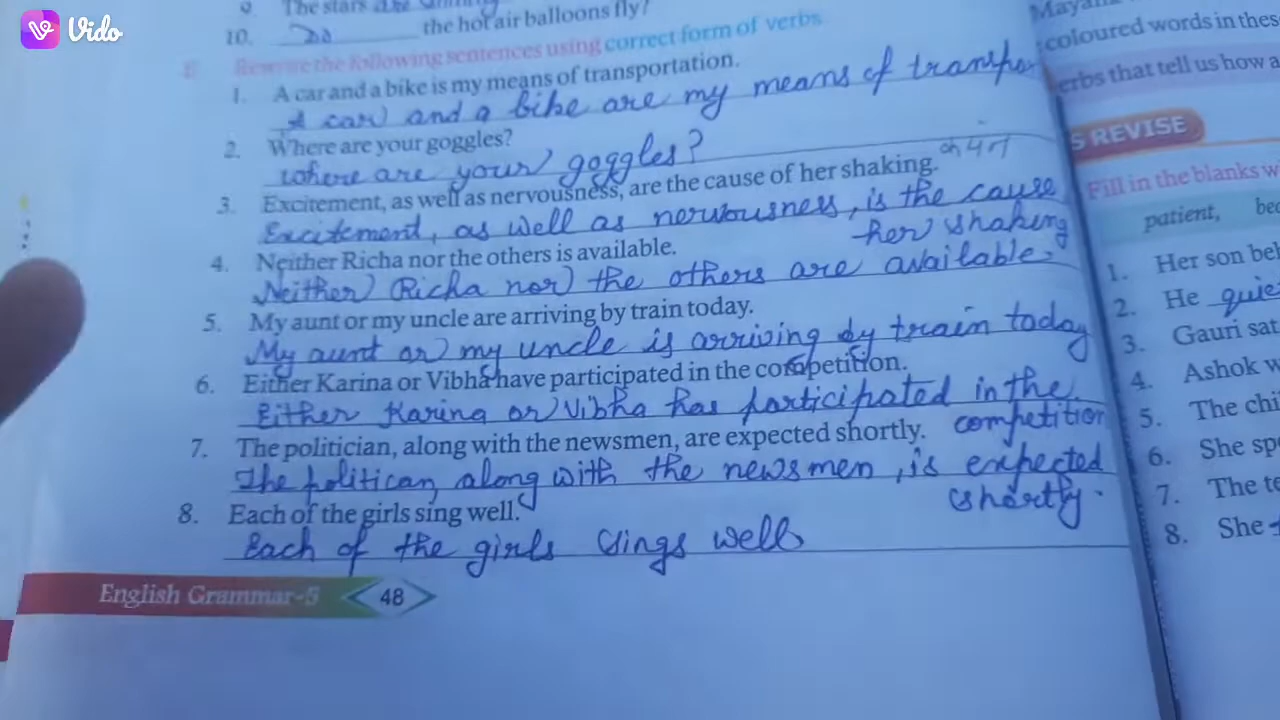 Vido
9. The stars are
10. Do the hot air balloons fly?
E Rewrite the following sentences using correct form of verbs
1. A car and a bike is my means of transportation.
A car and a bike are my means of transpor
2. Where are your goggles?
where are your goggles?
ch 4
3. Excitement, as well as nervousness, are the cause of her shaking.
Excitement, as well as nervousness, is the cause
her shaking
4. Neither Richa nor the others is available.
Neither Richa nor the others are available.
5. My aunt or my uncle are arriving by train today.
My aunt or my uncle is arriving by train today
6. Either Karina or Vibha have participated in the competition.
Either Karina or Vibha has participated in the
competition
7. The politician, along with the newsmen, are expected shortly.
The politican, along with the newsmen, is expected
shortly.
8. Each of the girls sing well.
Each of the girls sings well
English Grammar-5 48
coloured words in thes
erbs that tell us how a
S REVISE
Fill in the blanks w
patient, bec
1. Her son bel
2. He quie
3. Gauri sat
4. Ashok w
5. The chi
6. She sp
7. The te
8. She